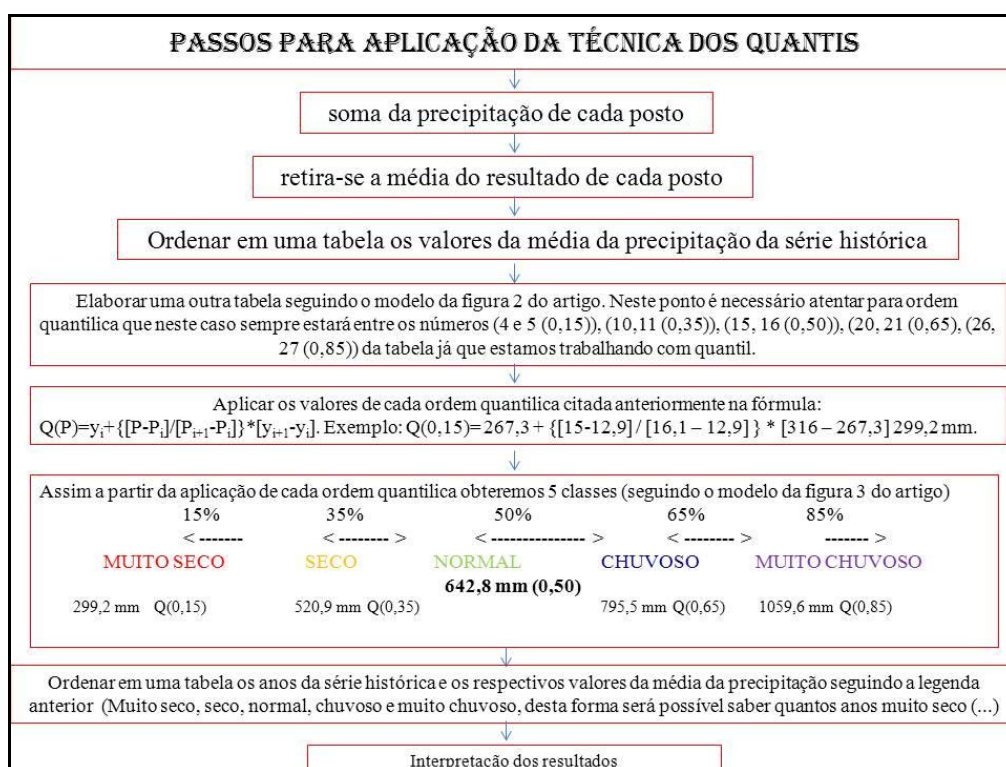 PASSOS PARA APLICAÇÃO DA TÉCNICA DOS QUANTIS
soma da precipitação de cada posto
retira-se a média do resultado de cada posto
Ordenar em uma tabela os valores da média da precipitação da série histórica
Elaborar uma outra tabela seguindo o modelo da figura 2 do artigo. Neste ponto é necessário atentar para ordem
quantilica que neste caso sempre estará entre os números (4 e 5 (0,15)), (10,11 (0,35)), (15, 16 (0,50)), (20, 21 (0,65), (26,
27 (0,85)) da tabela já que estamos trabalhando com quantil.
Aplicar os valores de cada ordem quantilica citada anteriormente na fórmula:
Q(P)=yi+{[P-Pi]/[Pi+1-Pi]}*[yi+1-yi]. Exemplo: Q(0,15)= 267,3 + {[15-12,9] / [16,1 – 12,9] } * [316 – 267,3] 299,2 mm.
Assim a partir da aplicação de cada ordem quantilica obteremos 5 classes (seguindo o modelo da figura 3 do artigo)
15% 35% 50% 65% 85%
< ------- < -------- > < --------------- > < -------- > ------- >
MUITO SECO SECO NORMAL CHUVOSO MUITO CHUVOSO
642,8 mm (0,50)
299,2 mm Q(0,15) 520,9 mm Q(0,35) 795,5 mm Q(0,65) 1059,6 mm Q(0,85)
Ordenar em uma tabela os anos da série histórica e os respectivos valores da média da precipitação seguindo a legenda
anterior (Muito seco, seco, normal, chuvoso e muito chuvoso, desta forma será possível saber quantos anos muito seco (...)
Interpretação dos resultados